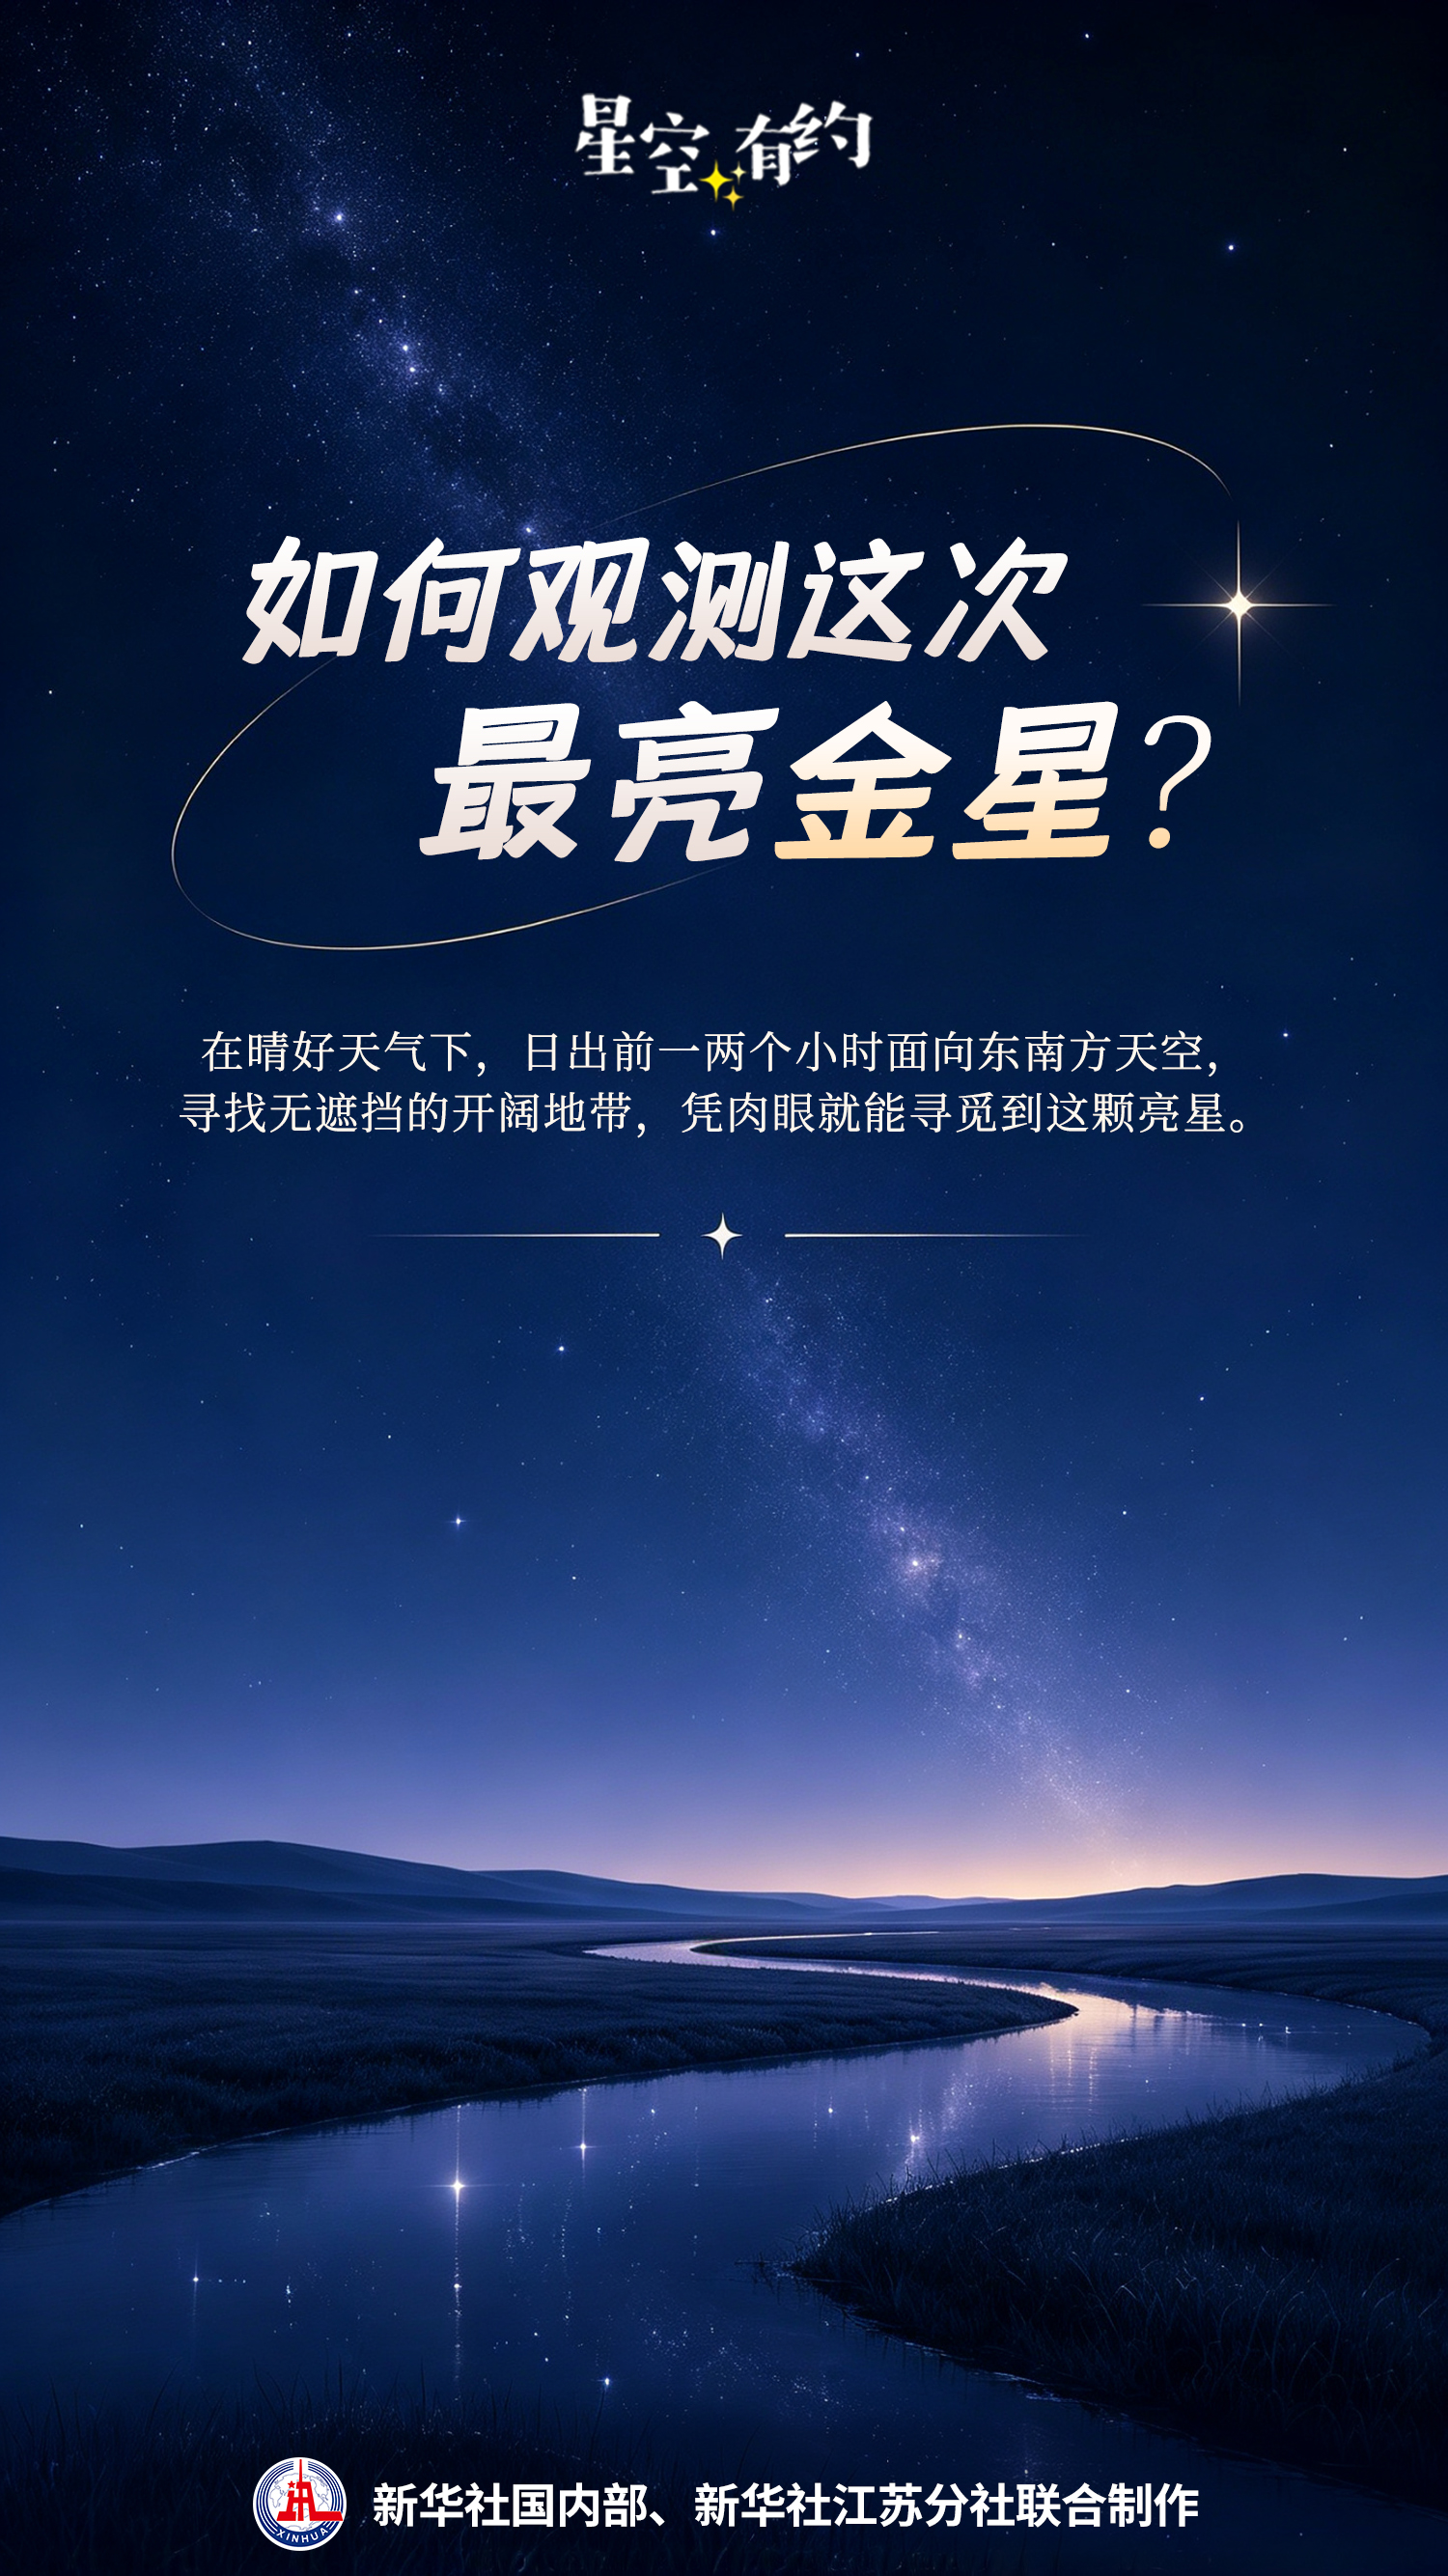 星空有约
如何观测这次
最亮金星？
在晴好天气下，日出前一两个小时面向东南方天空，
寻找无遮挡的开阔地带，凭肉眼就能寻觅到这颗亮星。
XINHUA
新华社国内部、新华社江苏分社联合制作